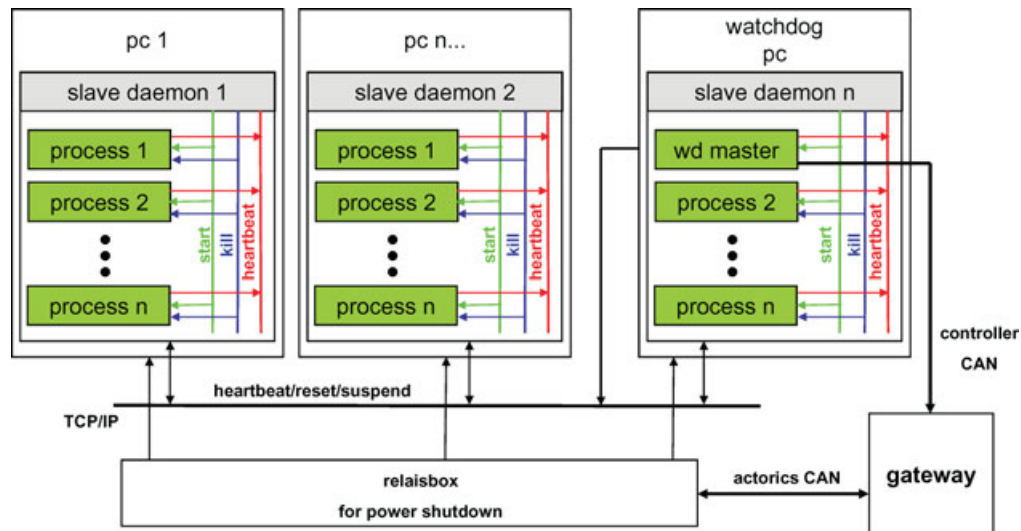 pc 1
slave daemon 1
process 1
process 2
process n
start
kill
heartbeat
pc n...
slave daemon 2
process 1
process 2
process n
start
kill
heartbeat
watchdog
pc
slave daemon n
wd master
process 2
process n
start
kill
heartbeat
controller
CAN
heartbeat/reset/suspend
TCP/IP
relaisbox
for power shutdown
actorics CAN
gateway